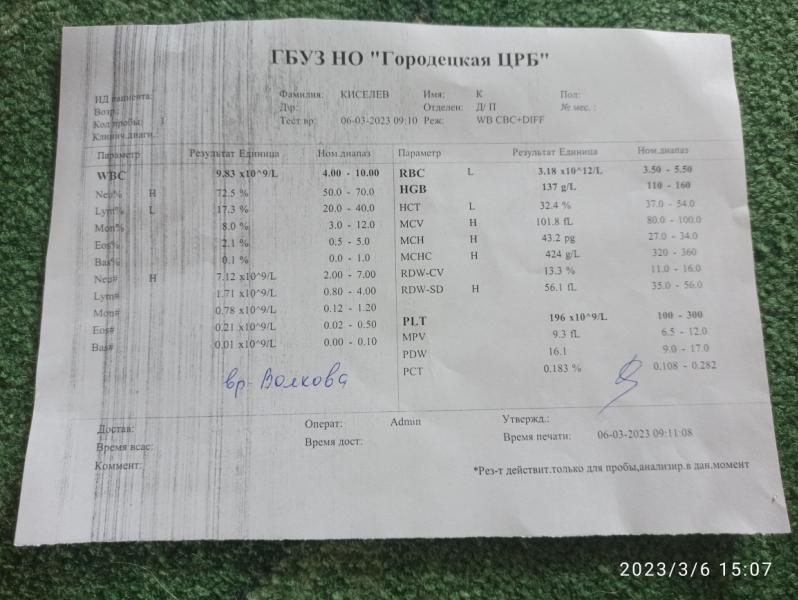 ГБУЗ НО "Городецкая ЦРБ"
ИД пациента: Фамилия: КИСЕЛЕВ Имя: К Пол:
Возр.: Д/р: Отделен: Д/ П № мес. :
Код пробы: 1 Тест вр: 06-03-2023 09:10 Реж: WB CBC+DIFF
Клинич.диагн.:
Параметр Результат Единица Ном.диапаз Параметр Результат Единица Ном.диапаз
WBC 9.83 x10^9/L 4.00 - 10.00
Neu% H 72.5 % 50.0 - 70.0
Lym% L 17.3 % 20.0 - 40.0
Mon% 8.0 % 3.0 - 12.0
Eos% 2.1 % 0.5 - 5.0
Bas% 0.1 % 0.0 - 1.0
Neu# H 7.12 x10^9/L 2.00 - 7.00
Lym# 1.71 x10^9/L 0.80 - 4.00
Mon# 0.78 x10^9/L 0.12 - 1.20
Eos# 0.21 x10^9/L 0.02 - 0.50
Bas# 0.01 x10^9/L 0.00 - 0.10
RBC L 3.18 x10^12/L 3.50 - 5.50
HGB 137 g/L 110 - 160
HCT L 32.4 % 37.0 - 54.0
MCV H 101.8 fL 80.0 - 100.0
MCH H 43.2 pg 27.0 - 34.0
MCHC H 424 g/L 320 - 360
RDW-CV 13.3 % 11.0 - 16.0
RDW-SD H 56.1 fL 35.0 - 56.0
PLT 196 x10^9/L 100 - 300
MPV 9.3 fL 6.5 - 12.0
PDW 16.1 9.0 - 17.0
PCT 0.183 % 0.108 - 0.282
вр-Волкова
Достав: Операт: Admin Утвержд.:
Время всас: Время дост: Время печати: 06-03-2023 09:11:08
Коммент:
*Рез-т действит.только для пробы,анализир.в дан.момент
2023/3/6 15:07